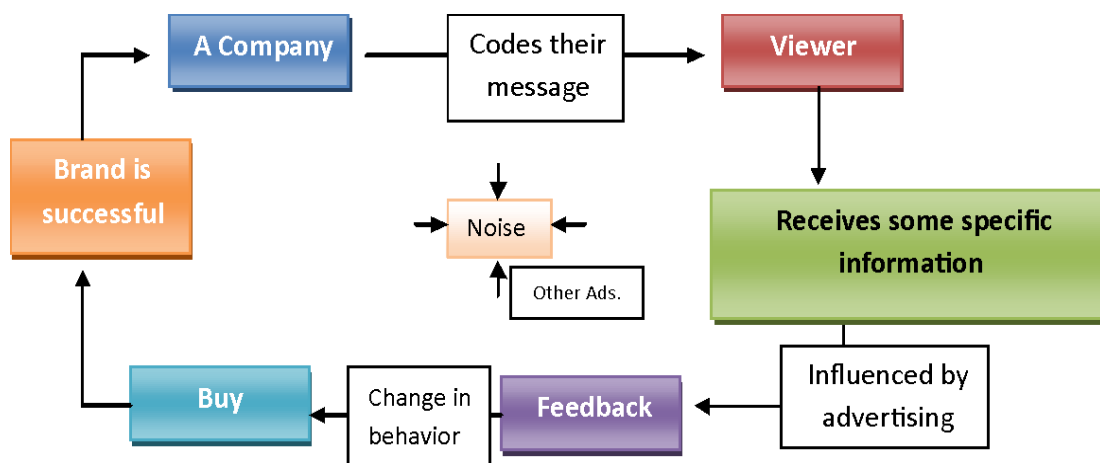 A Company
Codes their
message
Viewer
Brand is
successful
Noise
Other Ads.
Receives some specific
information
Influenced by
advertising
Feedback
Change in
behavior
Buy